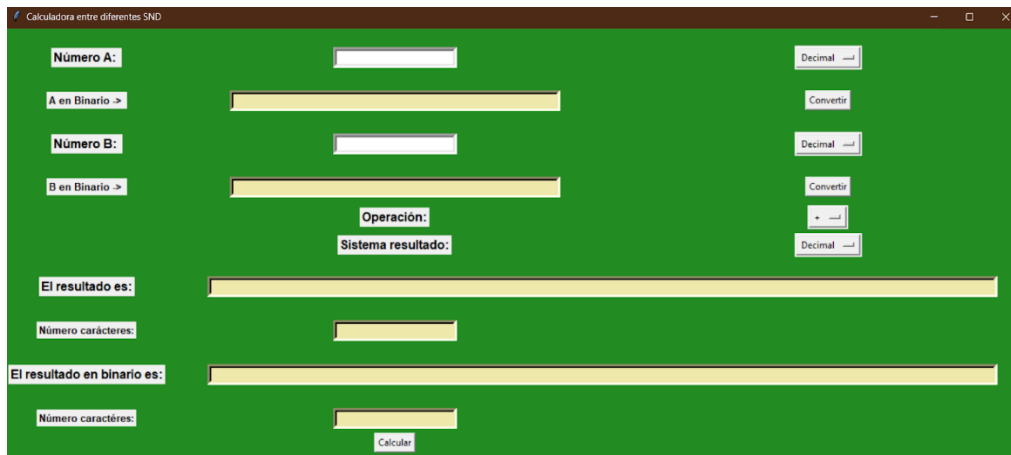 Calculadora entre diferentes SND
Número A: Decimal
A en Binario -> Convertir
Número B: Decimal
B en Binario -> Convertir
Operación: +
Sistema resultado: Decimal
El resultado es:
Número carácteres:
El resultado en binario es:
Número caractéres:
Calcular